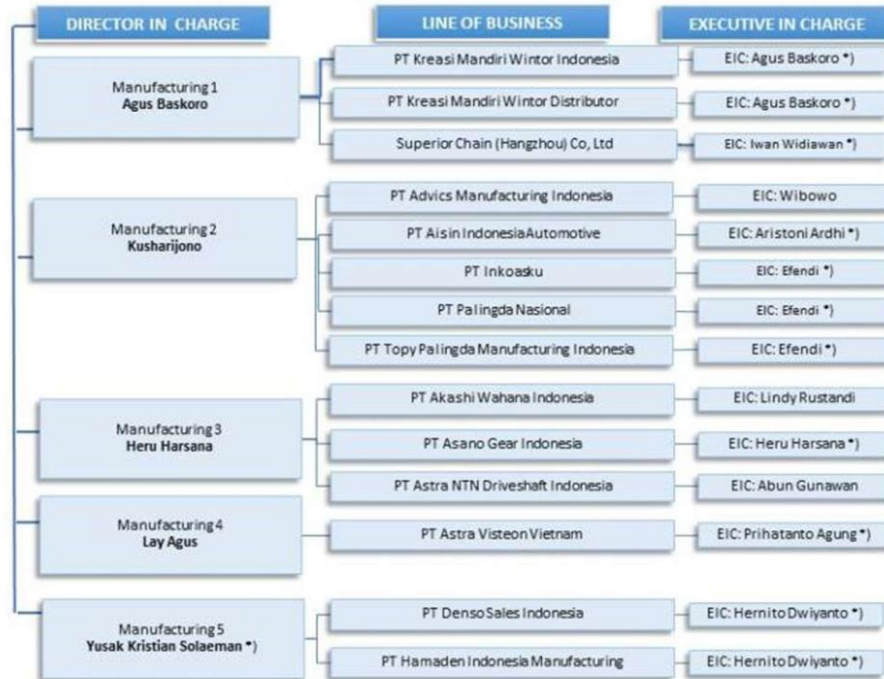 DIRECTOR IN CHARGE
LINE OF BUSINESS
EXECUTIVE IN CHARGE
Manufacturing 1
Agus Baskoro
PT Kreasi Mandiri Wintor Indonesia
EIC: Agus Baskoro *)
PT Kreasi Mandiri Wintor Distributor
EIC: Agus Baskoro *)
Superior Chain (Hangzhou) Co, Ltd
EIC: Iwan Widiawan *)
Manufacturing 2
Kusharijono
PT Advics Manufacturing Indonesia
EIC: Wibowo
PT Aisin Indonesia Automotive
EIC: Aristoni Ardhi *)
PT Inkoasku
EIC: Efendi *)
PT Palingda Nasional
EIC: Efendi *)
PT Topy Palingda Manufacturing Indonesia
EIC: Efendi *)
Manufacturing 3
Heru Harsana
PT Akashi Wahana Indonesia
EIC: Lindy Rustandi
PT Asano Gear Indonesia
EIC: Heru Harsana *)
PT Astra NTN Driveshaft Indonesia
EIC: Abun Gunawan
Manufacturing 4
Lay Agus
PT Astra Visteon Vietnam
EIC: Prihatanto Agung *)
Manufacturing 5
Yusak Kristian Solaeman *)
PT Denso Sales Indonesia
EIC: Hernito Dwiyanto *)
PT Hamaden Indonesia Manufacturing
EIC: Hernito Dwiyanto *)